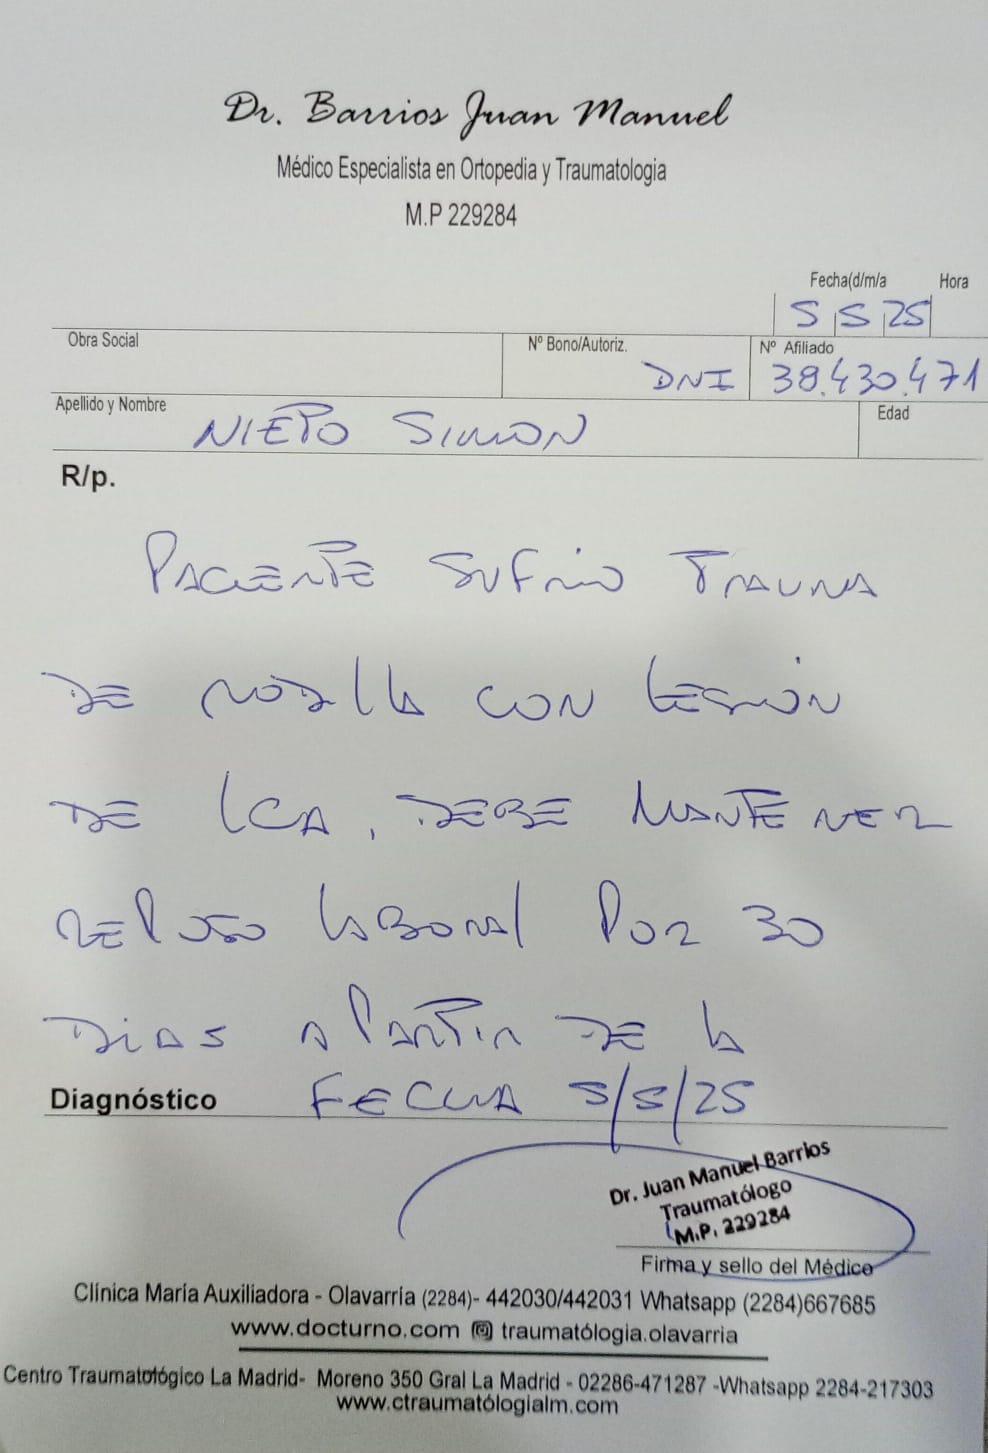 Dr. Barrios Juan Manuel
Médico Especialista en Ortopedia y Traumatologia
M.P 229284
Fecha(d/m/a Hora
5 5 25
Obra Social Nº Bono/Autoriz. Nº Afiliado
DNI 38.430.471
Apellido y Nombre Edad
NIETO SIMON
R/p.
PACIENTE SUFRIO TRAUMA
DE RODILLA CON LESIÓN
DE LCA, DEBE MANTENER
REPOSO LABORAL POR 30
DIAS A PARTIR DE LA
Diagnóstico FECHA 5/5/25
Dr. Juan Manuel Barrios
Traumatólogo
M.P. 229284
Firma y sello del Médico
Clínica María Auxiliadora - Olavarría (2284)- 442030/442031 Whatsapp (2284)667685
www.docturno.com traumatólogia.olavarria
Centro Traumatológico La Madrid- Moreno 350 Gral La Madrid - 02286-471287 -Whatsapp 2284-217303
www.ctraumatólogialm.com